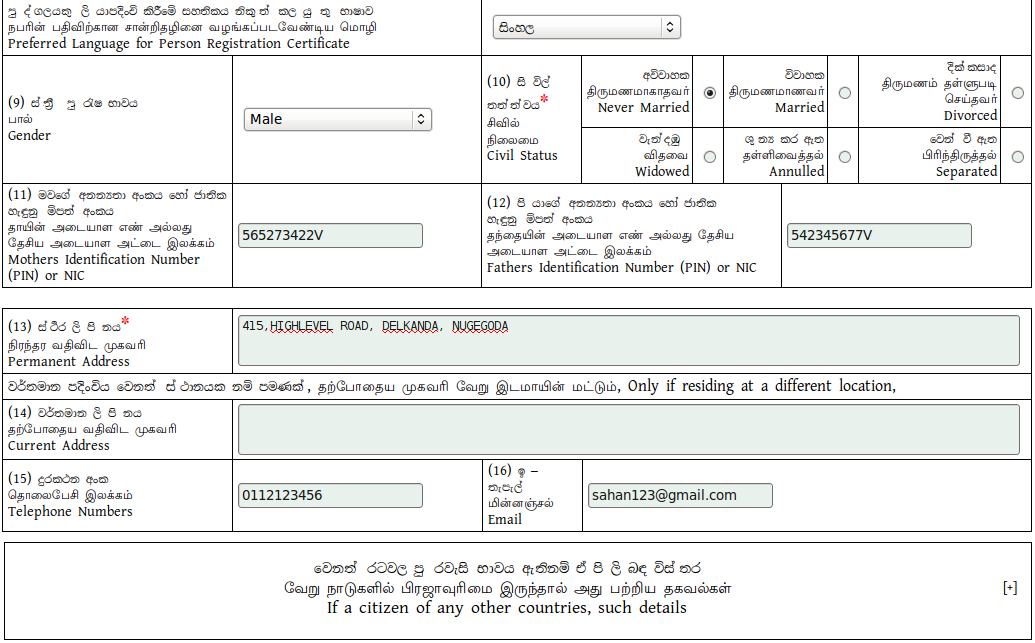 පුද්ගලයකු ලියාපදිංචි කිරීමේ සහතිකය නිකුත් කල යුතු භාෂාව
நபரின் பதிவிற்கான சான்றிதழினை வழங்கப்படவேண்டிய மொழி
Preferred Language for Person Registration Certificate
සිංහල
(9) ස්ත්‍රී පුරුෂ භාවය
பால்
Gender
Male
(10) සිවිල්
තත්ත්වය*
சிவில்
நிலைமை
Civil Status
අවිවාහක
திருமணமாகாதவர்
Never Married
විවාහක
திருமணமானவர்
Married
දික්කසාද
திருமணம் தள்ளுபடி
செய்தவர்
Divorced
වැන්දඹු
விதவை
Widowed
ශුන්‍ය කර ඇත
தள்ளிவைத்தல்
Annulled
වෙන් වී ඇත
பிரிந்திருத்தல்
Separated
(11) මවගේ අනන්‍යතා අංකය හෝ ජාතික
හැඳුනුම්පත් අංකය
தாயின் அடையாள எண் அல்லது
தேசிய அடையாள அட்டை இலக்கம்
Mothers Identification Number
(PIN) or NIC
565273422V
(12) පියාගේ අනන්‍යතා අංකය හෝ ජාතික
හැඳුනුම්පත් අංකය
தந்தையின் அடையாள எண் அல்லது தேசிய
அடையாள அட்டை இலக்கம்
Fathers Identification Number (PIN) or NIC
542345677V
(13) ස්ථිර ලිපිනය*
நிரந்தர வதிவிட முகவரி
Permanent Address
415,HIGHLEVEL ROAD, DELKANDA, NUGEGODA
වර්තමාන පදිංචිය වෙනත් ස්ථානයක නම් පමණක්, தற்போதைய முகவரி வேறு இடமாயின் மட்டும், Only if residing at a different location,
(14) වර්තමාන ලිපිනය
தற்போதைய வதிவிட முகவரி
Current Address
(15) දුරකථන අංක
தொலைபேசி இலக்கம்
Telephone Numbers
0112123456
(16) ඉ –
තැපැල්
மின்னஞ்சல்
Email
sahan123@gmail.com
වෙනත් රටවල පුරවැසිභාවය ඇතිනම් ඒ පිලිබඳ විස්තර
வேறு நாடுகளில் பிரஜாவுரிமை இருந்தால் அது பற்றிய தகவல்கள்
If a citizen of any other countries, such details
[+]